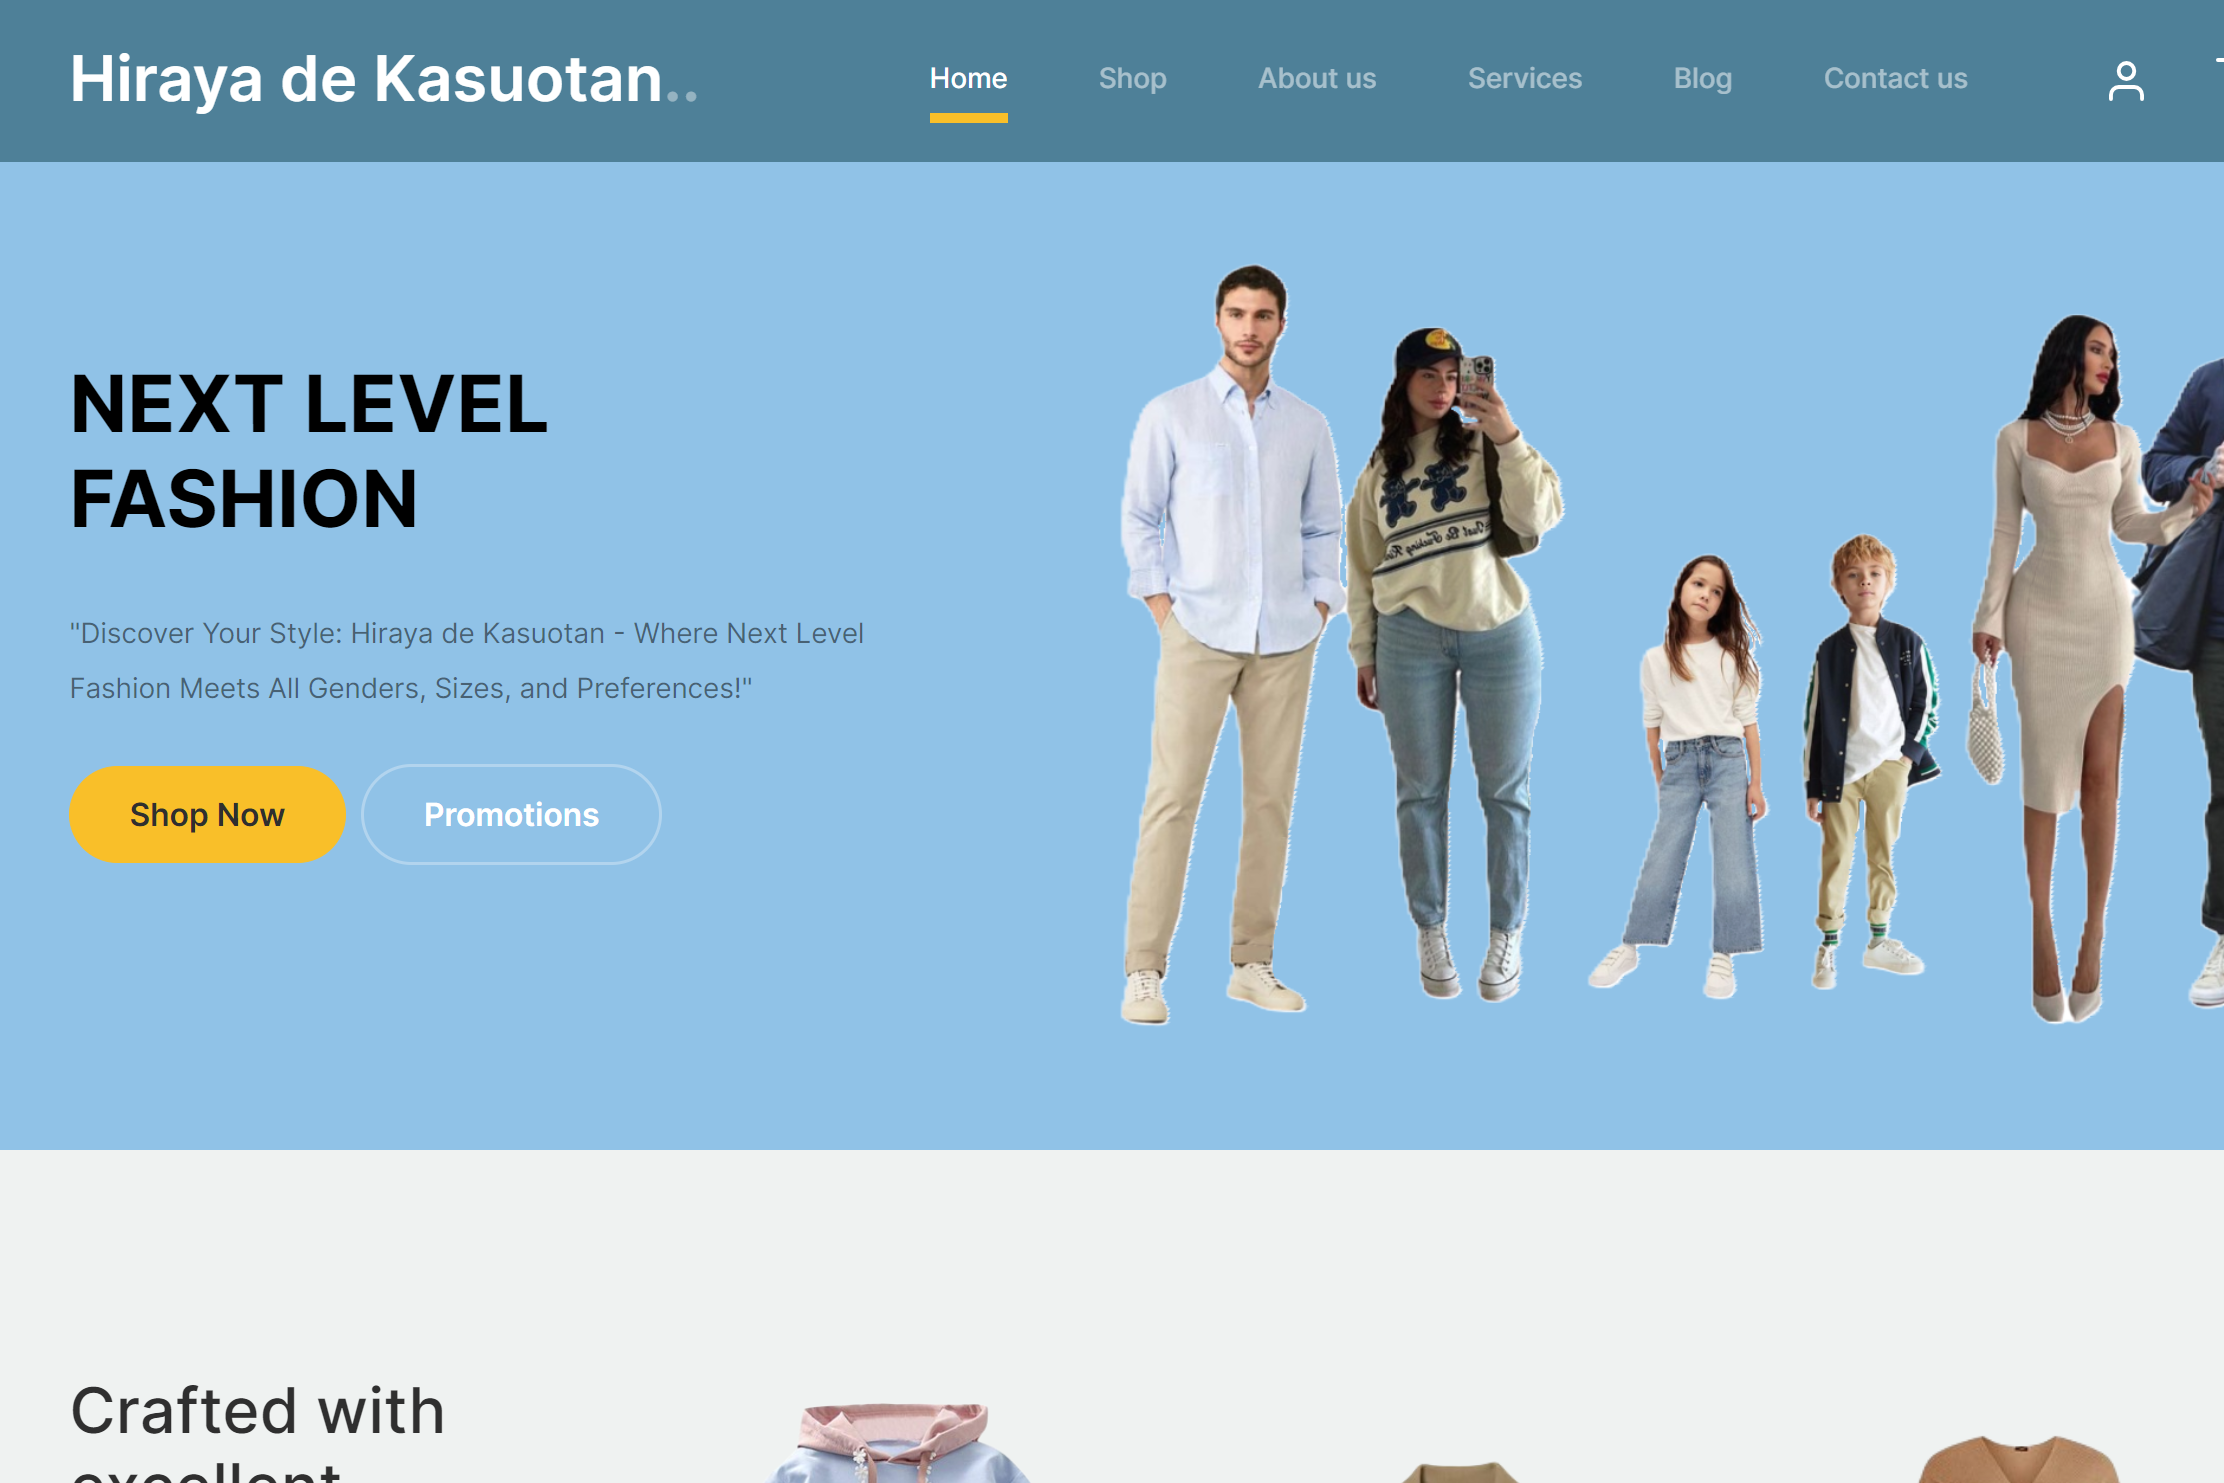 Hiraya de Kasuotan..
Home Shop About us Services Blog Contact us
NEXT LEVEL
FASHION
"Discover Your Style: Hiraya de Kasuotan - Where Next Level
Fashion Meets All Genders, Sizes, and Preferences!"
Shop Now Promotions
Crafted with
excellent